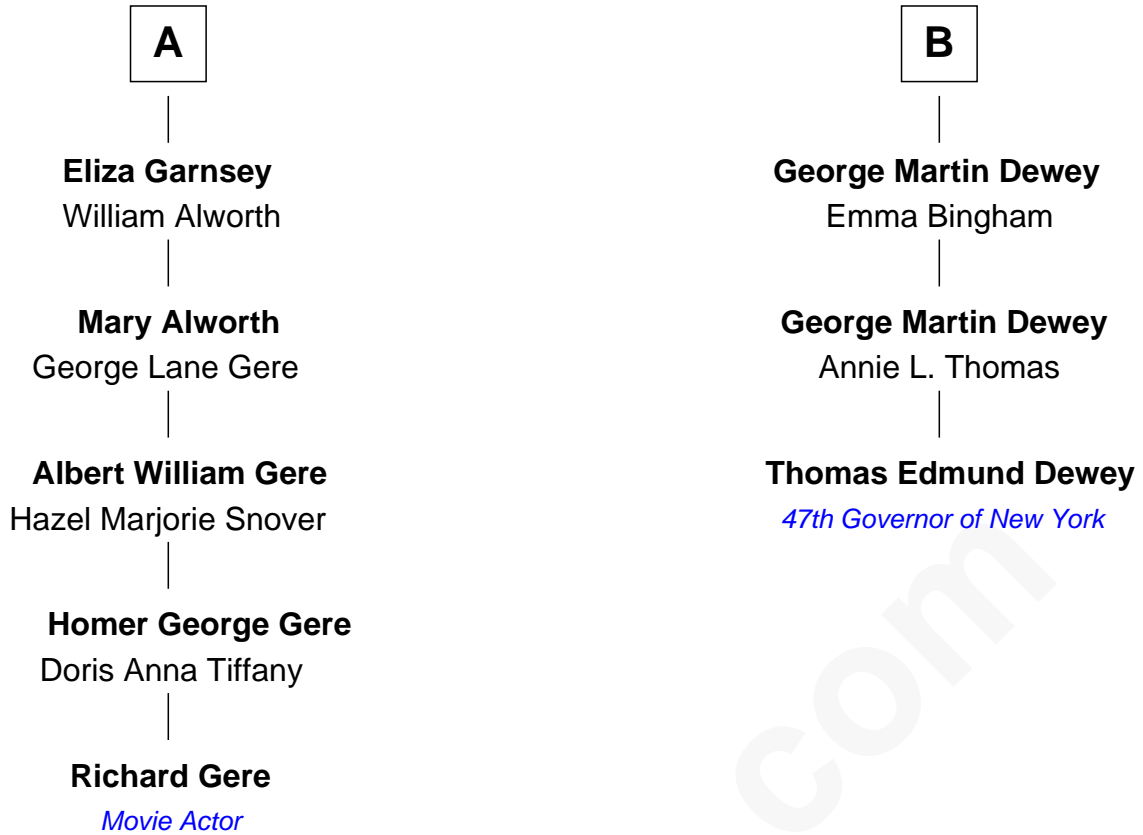 A
Eliza Garnsey
William Alworth
Mary Alworth
George Lane Gere
Albert William Gere
Hazel Marjorie Snover
Homer George Gere
Doris Anna Tiffany
Richard Gere
Movie Actor
B
George Martin Dewey
Emma Bingham
George Martin Dewey
Annie L. Thomas
Thomas Edmund Dewey
47th Governor of New York
com